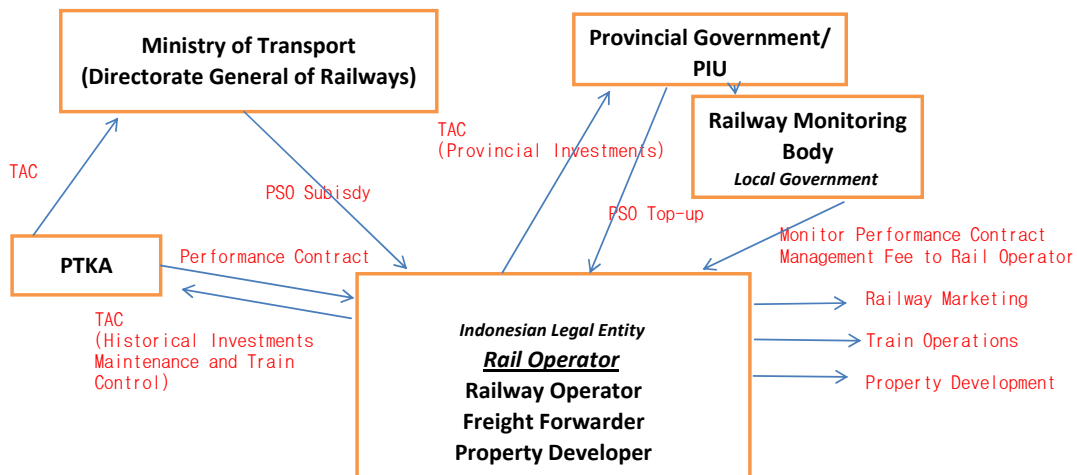 Ministry of Transport
(Directorate General of Railways)
Provincial Government/
PIU
Railway Monitoring
Body
Local Government
TAC
(Provincial Investments)
TAC
PSO Subisdy
PSO Top-up
PTKA
Performance Contract
Monitor Performance Contract
Management Fee to Rail Operator
TAC
(Historical Investments
Maintenance and Train
Control)
Indonesian Legal Entity
Rail Operator
Railway Operator
Freight Forwarder
Property Developer
Railway Marketing
Train Operations
Property Development